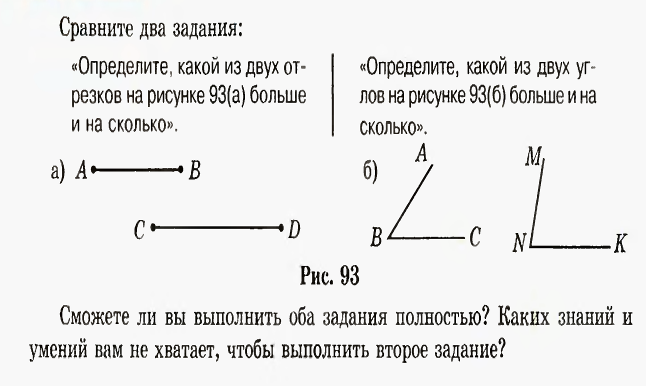 Сравните два задания:
«Определите, какой из двух от-
резков на рисунке 93(а) больше
и на сколько».
«Определите, какой из двух уг-
лов на рисунке 93(б) больше и на
сколько».
а) A B
C D
б) A B C
M N K
Рис. 93
Сможете ли вы выполнить оба задания полностью? Каких знаний и
умений вам не хватает, чтобы выполнить второе задание?